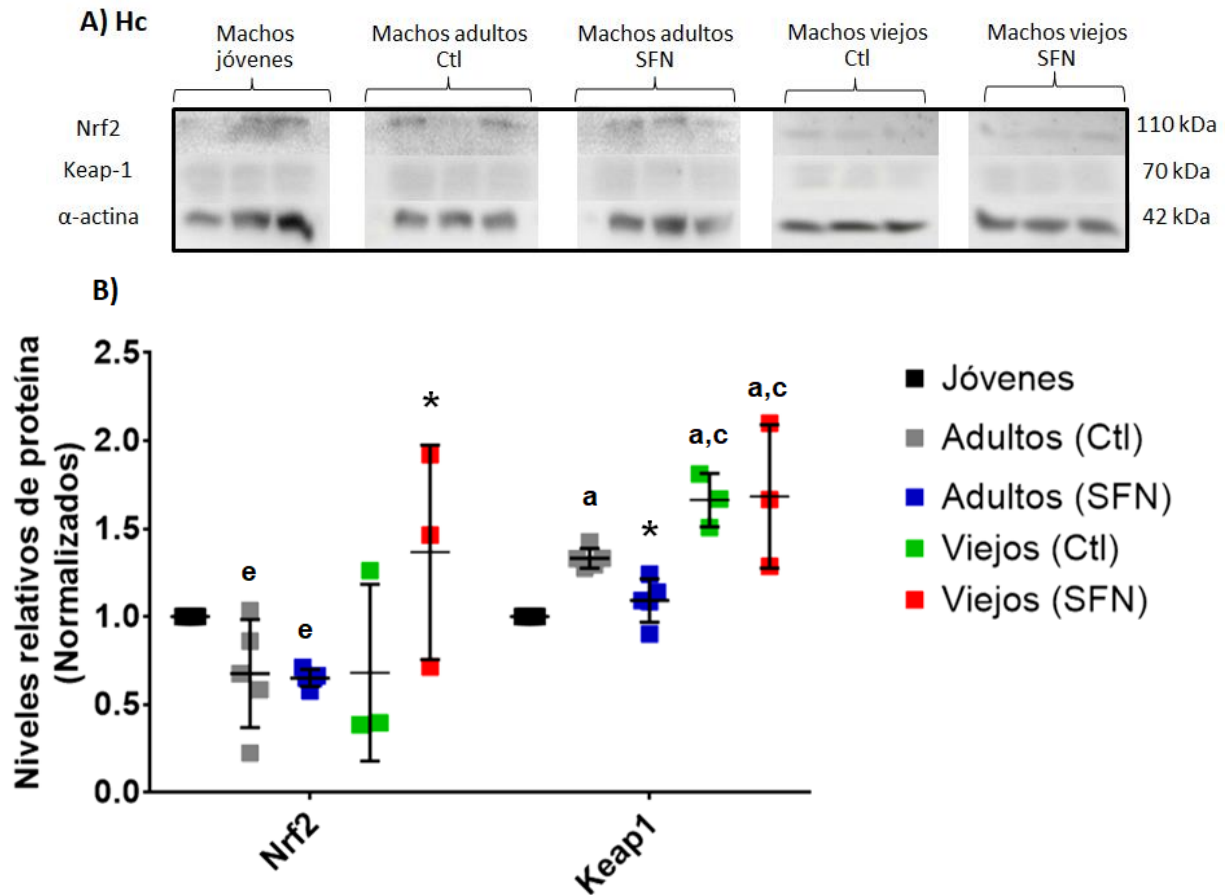 A) Hc
Machos
jóvenes
Machos adultos
Ctl
Machos adultos
SFN
Machos viejos
Ctl
Machos viejos
SFN
Nrf2
110 kDa
Keap-1
70 kDa
α-actina
42 kDa
B)
Niveles relativos de proteína
(Normalizados)
2.5
2.0
1.5
1.0
0.5
0.0
e
e
*
a
*
a,c
a,c
Nrf2
Keap1
Jóvenes
Adultos (Ctl)
Adultos (SFN)
Viejos (Ctl)
Viejos (SFN)